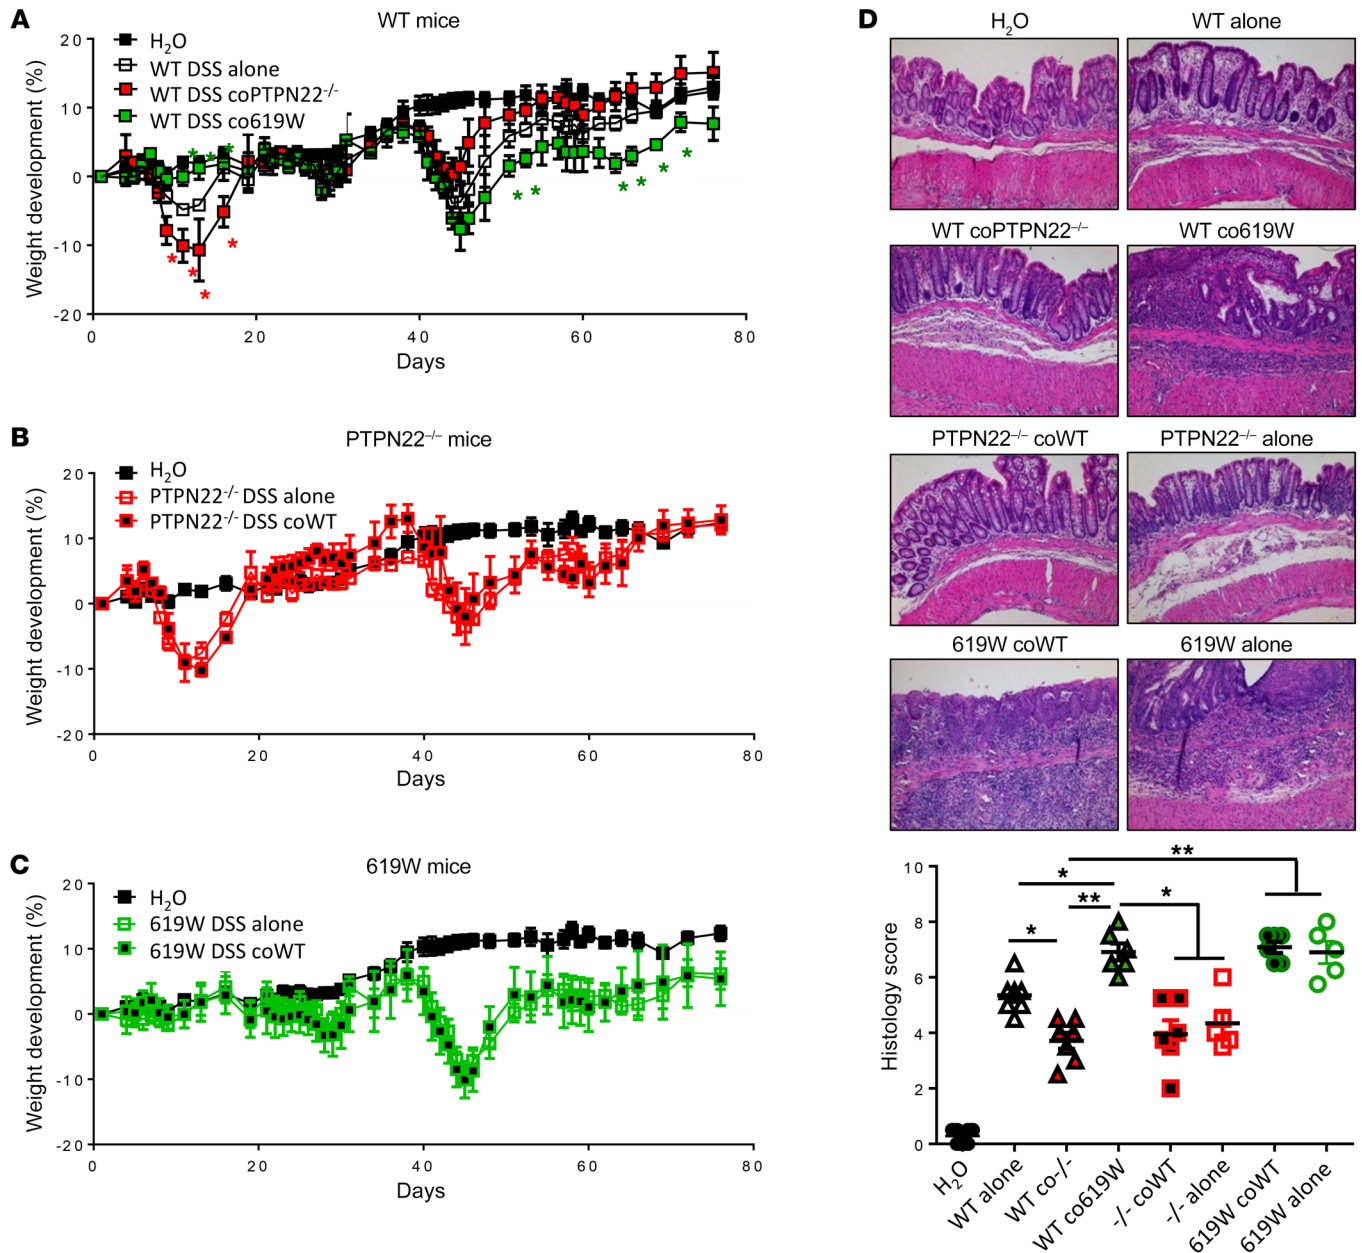 A
WT mice
H2O
WT DSS alone
WT DSS coPTPN22-/-
WT DSS co619W
Weight development (%)
20
10
0
-10
-20
* * *
* * * *
* * * * * *
0 20 40 60 80
Days
B
PTPN22-/- mice
H2O
PTPN22-/- DSS alone
PTPN22-/- DSS coWT
Weight development (%)
20
10
0
-10
-20
0 20 40 60 80
Days
C
619W mice
H2O
619W DSS alone
619W DSS coWT
Weight development (%)
20
10
0
-10
-20
0 20 40 60 80
Days
D
H2O
WT alone
WT coPTPN22-/-
WT co619W
PTPN22-/- coWT
PTPN22-/- alone
619W coWT
619W alone
Histology score
10
8
6
4
2
0
**
*
**
*
*
H2O
WT alone
WT co-/-
WT co619W
-/- coWT
-/- alone
619W coWT
619W alone